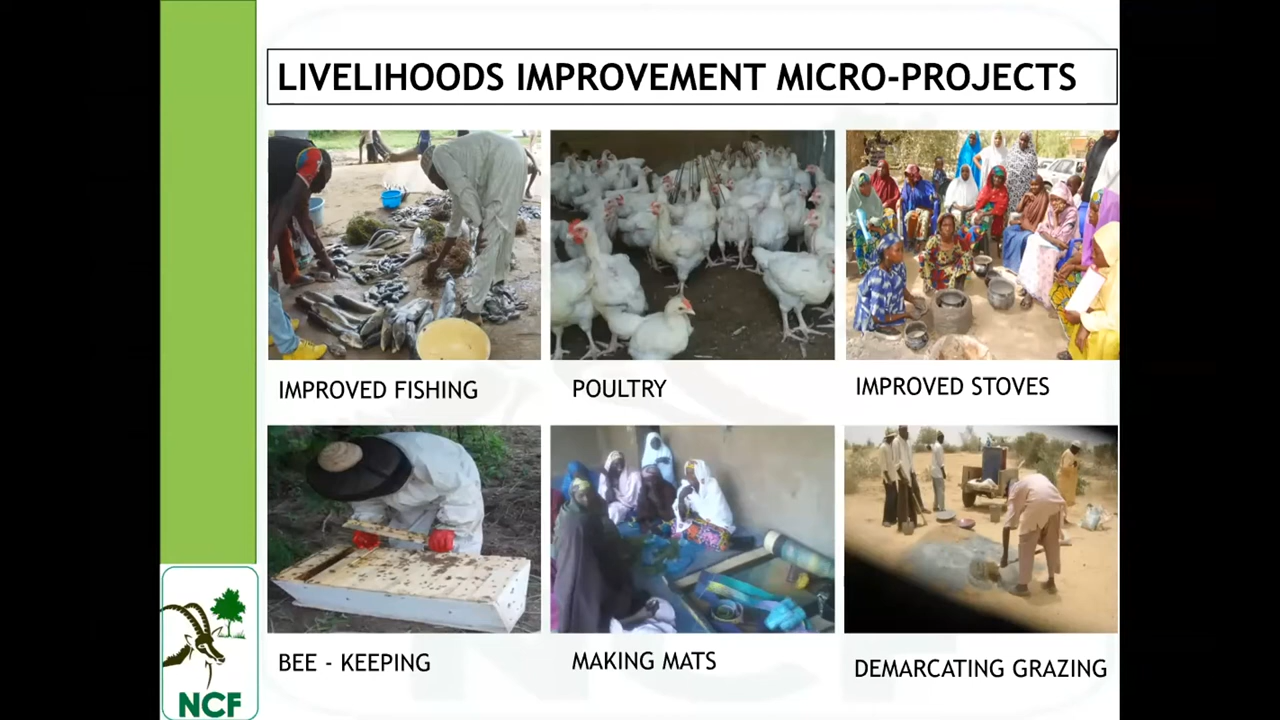 LIVELIHOODS IMPROVEMENT MICRO-PROJECTS
IMPROVED FISHING
POULTRY
IMPROVED STOVES
BEE - KEEPING
MAKING MATS
DEMARCATING GRAZING
NCF